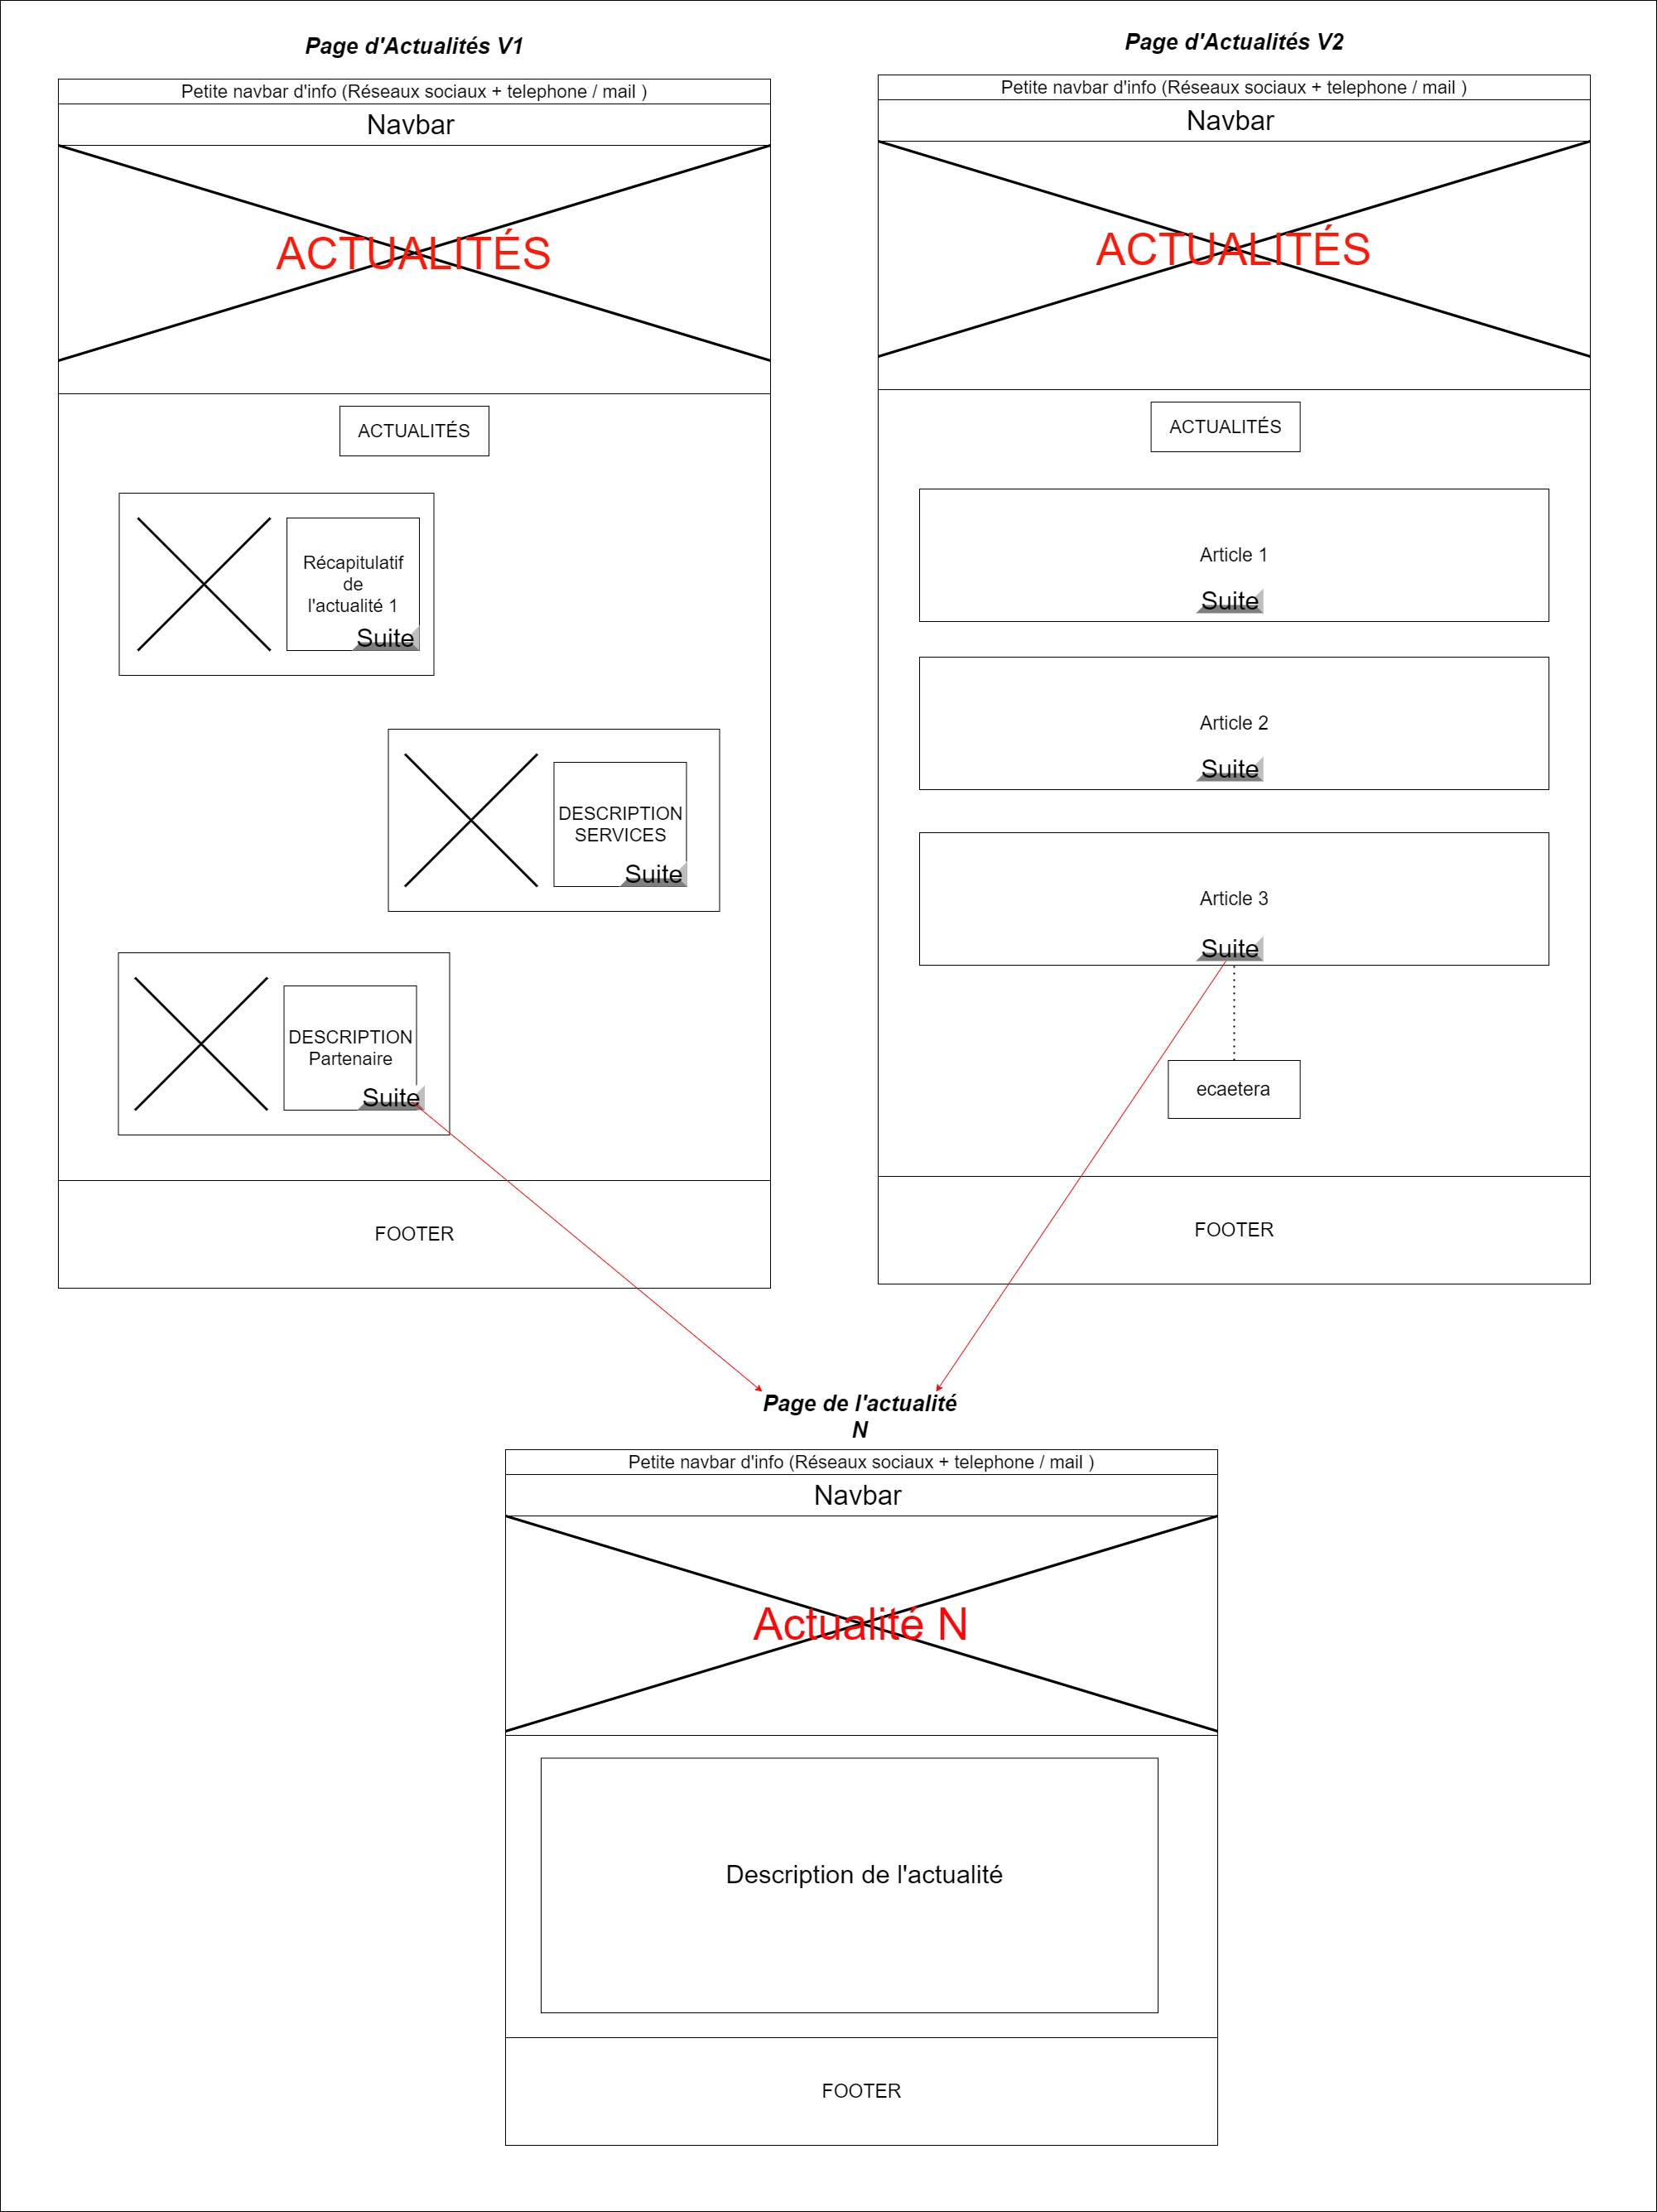 Page d'Actualités V1
Petite navbar d'info (Réseaux sociaux + telephone / mail )
Navbar
ACTUALITÉS
ACTUALITÉS
Récapitulatif
de
l'actualité 1
Suite
DESCRIPTION
SERVICES
Suite
DESCRIPTION
Partenaire
Suite
FOOTER
Page d'Actualités V2
Petite navbar d'info (Réseaux sociaux + telephone / mail )
Navbar
ACTUALITÉS
ACTUALITÉS
Article 1
Suite
Article 2
Suite
Article 3
Suite
ecaetera
FOOTER
Page de l'actualité
N
Petite navbar d'info (Réseaux sociaux + telephone / mail )
Navbar
Actualité N
Description de l'actualité
FOOTER